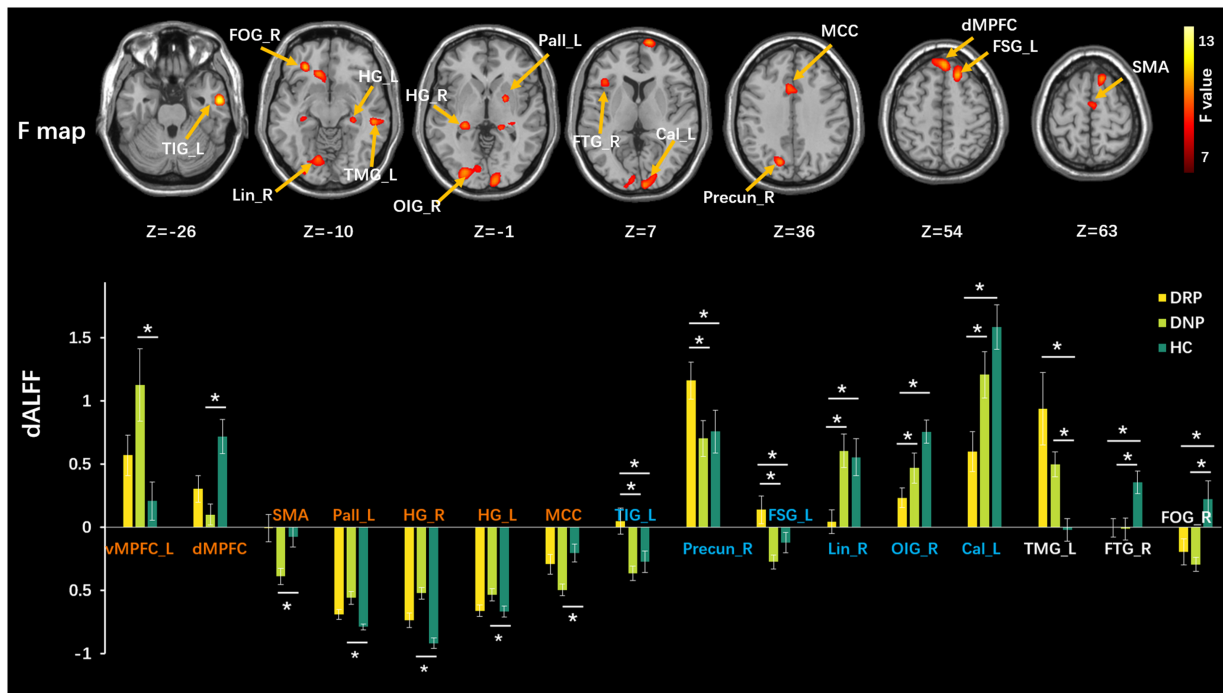 FOG_R
Pall_L
MCC
dMPFC
FSG_L
13
HG_L
SMA
HG_R
F map
F value
TIG_L
FTG_R
Cal_L
7
TMG_L
Lin_R
OIG_R
Precun_R
Z=-26
Z=-10
Z=-1
Z=7
Z=36
Z=54
Z=63
DRP
DNP
HC
dALFF
1.5
1
0.5
0
0.5
-1
* * * * * * * * * * * * * * * * * * * * * * * * *
vMPFC_L
dMPFC
SMA
Pall_L
HG_R
HG_L
MCC
TIG_L
Precun_R
FSG_L
Lin_R
OIG_R
Cal_L
TMG_L
FTG_R
FOG_R